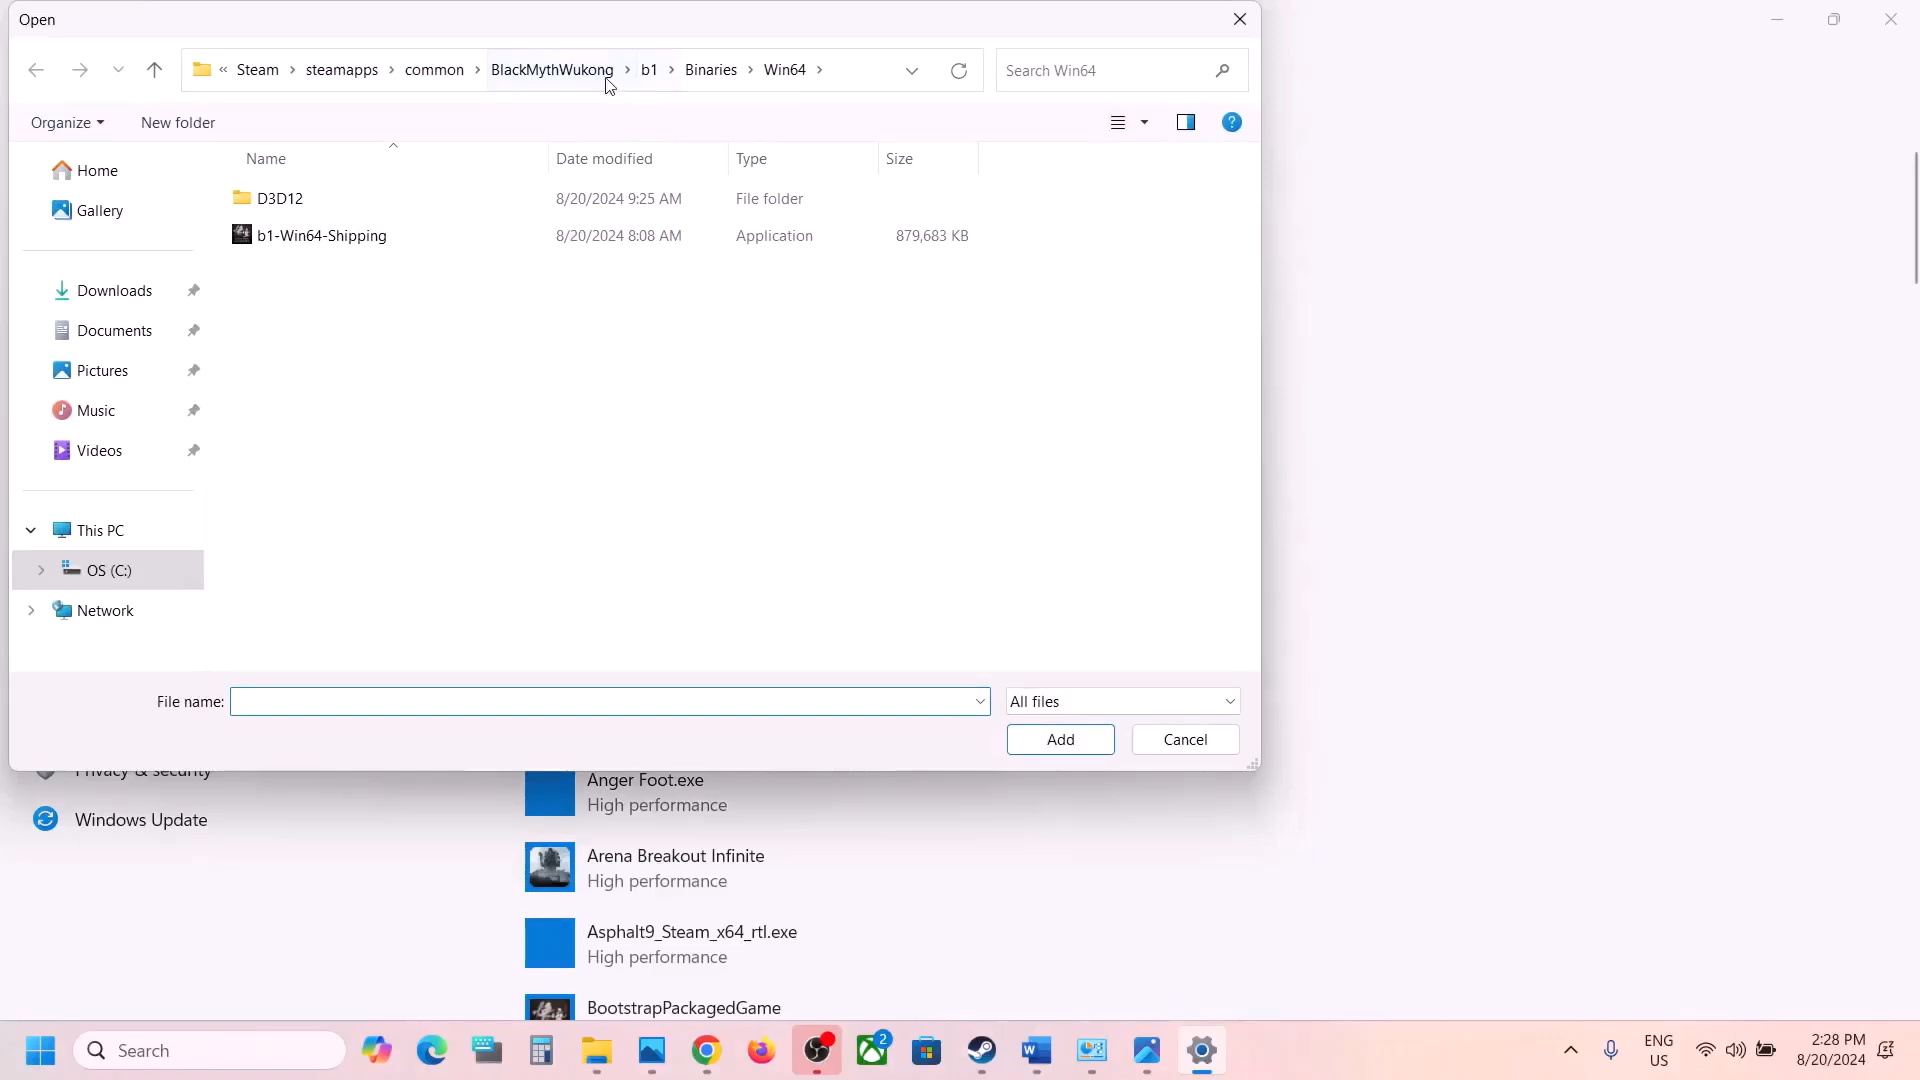 Open
« Steam > steamapps > common > BlackMythWukong > b1 > Binaries > Win64 >
Search Win64
Organize
New folder
Name
Date modified
Type
Size
Home
Gallery
Downloads
Documents
Pictures
Music
Videos
This PC
OS (C:)
Network
D3D12
8/20/2024 9:25 AM
File folder
b1-Win64-Shipping
8/20/2024 8:08 AM
Application
879,683 KB
File name:
All files
Add
Cancel
Privacy & security
Windows Update
Anger Foot.exe
High performance
Arena Breakout Infinite
High performance
Asphalt9_Steam_x64_rtl.exe
High performance
BootstrapPackagedGame
Search
2
ENG
US
2:28 PM
8/20/2024